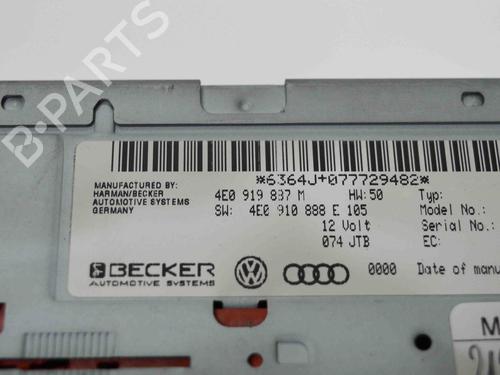 *6364J+077729482*
MANUFACTURED BY:
HARMAN/BECKER
AUTOMOTIVE SYSTEMS
GERMANY
4E0 919 887 M HW:50 Typ:
SW: 4E0 910 888 E 105 Model No.:
12 Volt Serial No.:
074 JTB EC:
BECKER
AUTOMOTIVE SYSTEMS
0000 Date of manu
B-PARTS